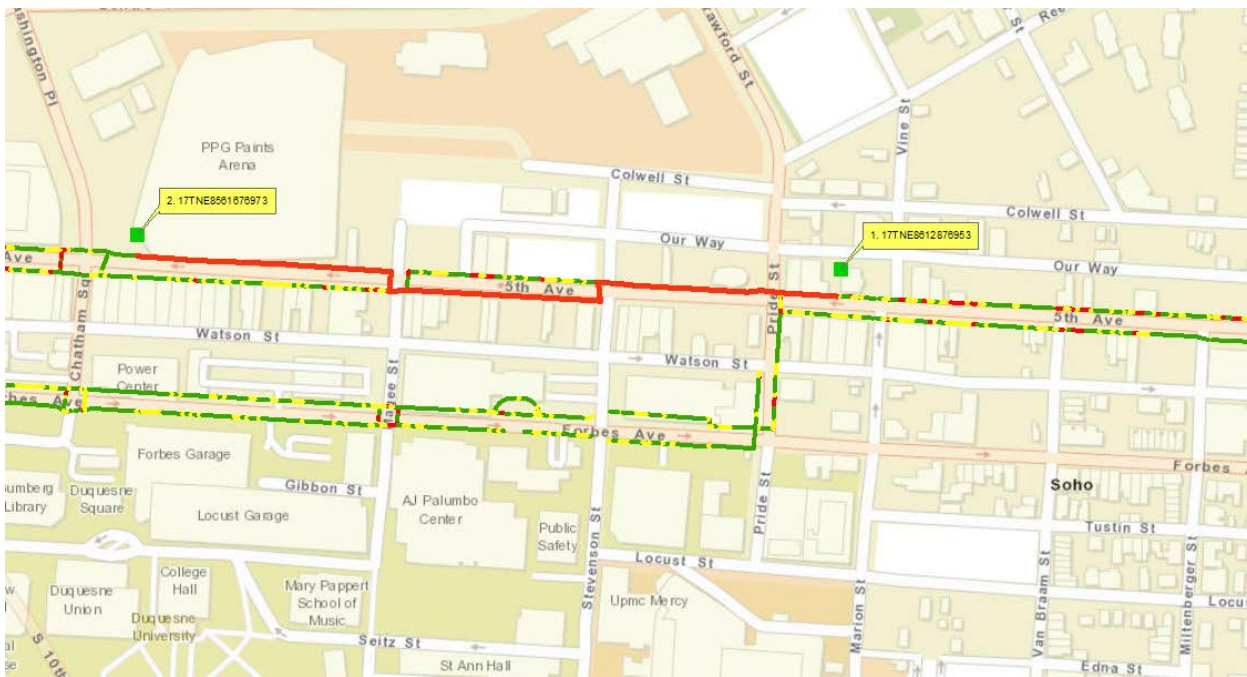 Washington Pl
Crawford St
PPG Paints
Arena
Vine St
Colwell St
2. 17TNE8561676973
Colwell St
Our Way
1. 17TNE8612876953
Our Way
Ave
5th Ave
Pride St
5th Ave
Chatham Sq
Watson St
Watson St
Power
Center
Magee St
Forbes Ave
Forbes Ave
Forbes
Forbes Garage
Soho
Gibbon St
Duquesne
Square
Library
Locust Garage
AJ Palumbo
Center
Public
Safety
Pride St
Tustin St
Stevenson St
Locust St
College
Hall
Duquesne
Union
Mary Pappert
School of
Music
Upmc Mercy
Marion St
Van Braam St
Miltenberger St
Duquesne
University
Seitz St
S 10th
St Ann Hall
Edna St